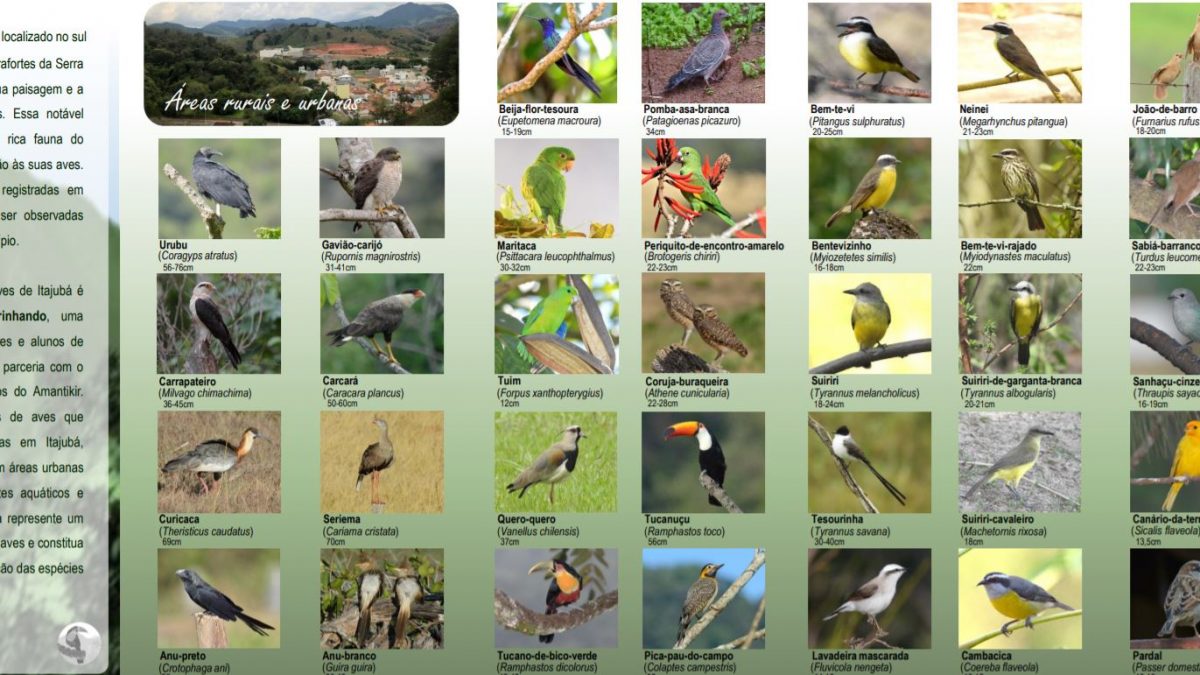 localizado no sul
rafortes da Serra
a paisagem e a
s. Essa notável
rica fauna do
ão às suas aves.
registradas em
ser observadas
pio.
ves de Itajubá é
rinhando, uma
es e alunos de
parceria com o
os do Amantikir.
s de aves que
as em Itajubá,
m áreas urbanas
tes aquáticos e
a represente um
aves e constitua
ção das espécies
Áreas rurais e urbanas
Beija-flor-tesoura
(Eupetomena macroura)
15-19cm
Pomba-asa-branca
(Patagioenas picazuro)
34cm
Bem-te-vi
(Pitangus sulphuratus)
20-25cm
Neinei
(Megarhynchus pitangua)
21-23cm
João-de-barro
(Furnarius rufus
18-20cm
Urubu
(Coragyps atratus)
56-76cm
Gavião-carijó
(Rupornis magnirostris)
31-41cm
Maritaca
(Psittacara leucophthalmus)
30-32cm
Periquito-de-encontro-amarelo
(Brotogeris chiriri)
22-23cm
Bentevizinho
(Myiozetetes similis)
16-18cm
Bem-te-vi-rajado
(Myiodynastes maculatus)
22cm
Sabiá-barranco
(Turdus leucome
22-23cm
Carrapateiro
(Milvago chimachima)
36-45cm
Carcará
(Caracara plancus)
50-60cm
Tuim
(Forpus xanthopterygius)
12cm
Coruja-buraqueira
(Athene cunicularia)
22-28cm
Suiriri
(Tyrannus melancholicus)
18-24cm
Suiriri-de-garganta-branca
(Tyrannus albogularis)
20-21cm
Sanhaçu-cinze
(Thraupis sayac
16-19cm
Curicaca
(Theristicus caudatus)
69cm
Seriema
(Cariama cristata)
70cm
Quero-quero
(Vanellus chilensis)
37cm
Tucanuçu
(Ramphastos toco)
56cm
Tesourinha
(Tyrannus savana)
30-40cm
Suiriri-cavaleiro
(Machetornis rixosa)
18cm
Canário-da-ter
(Sicalis flaveola)
13,5cm
Anu-preto
(Crotophaga ani)
Anu-branco
(Guira guira)
Tucano-de-bico-verde
(Ramphastos dicolorus)
Pica-pau-do-campo
(Colaptes campestris)
Lavadeira mascarada
(Fluvicola nengeta)
Cambacica
(Coereba flaveola)
Pardal
(Passer domest